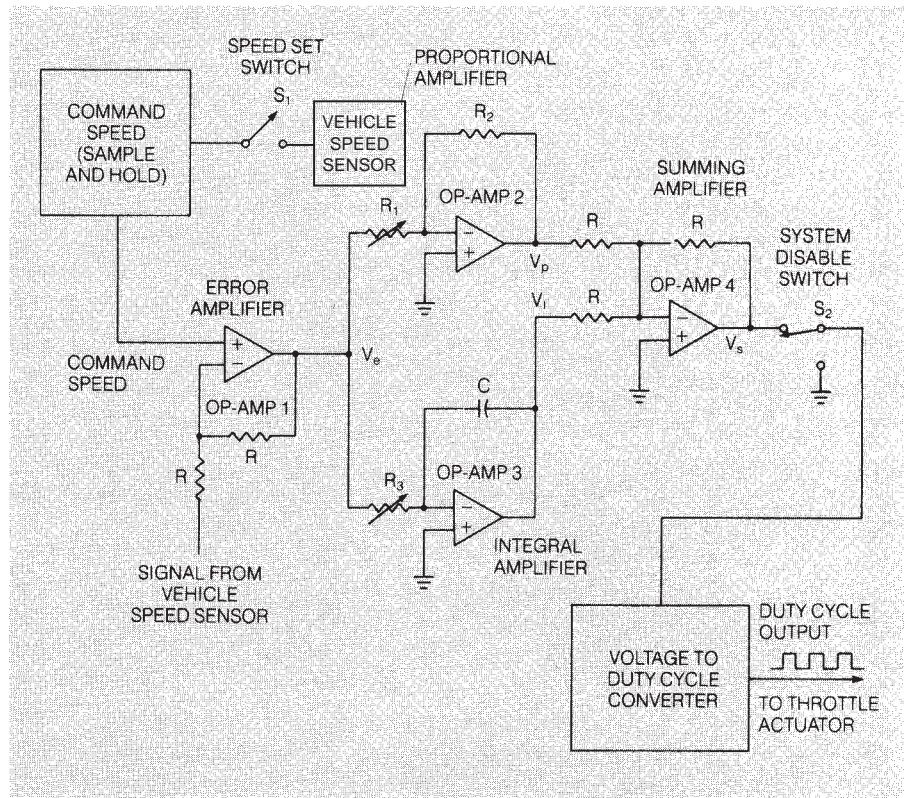 SPEED SET
SWITCH
S1
PROPORTIONAL
AMPLIFIER
COMMAND
SPEED
(SAMPLE
AND HOLD)
VEHICLE
SPEED
SENSOR
R2
OP-AMP 2
R1
−
+
Vp
SUMMING
AMPLIFIER
R
R
OP-AMP 4
−
+
Vs
SYSTEM
DISABLE
SWITCH
S2
ERROR
AMPLIFIER
+
−
COMMAND
SPEED
OP-AMP 1
R
R
Ve
VI
R
C
OP-AMP 3
R3
−
+
INTEGRAL
AMPLIFIER
SIGNAL FROM
VEHICLE
SPEED SENSOR
VOLTAGE TO
DUTY CYCLE
CONVERTER
DUTY CYCLE
OUTPUT
TO THROTTLE
ACTUATOR